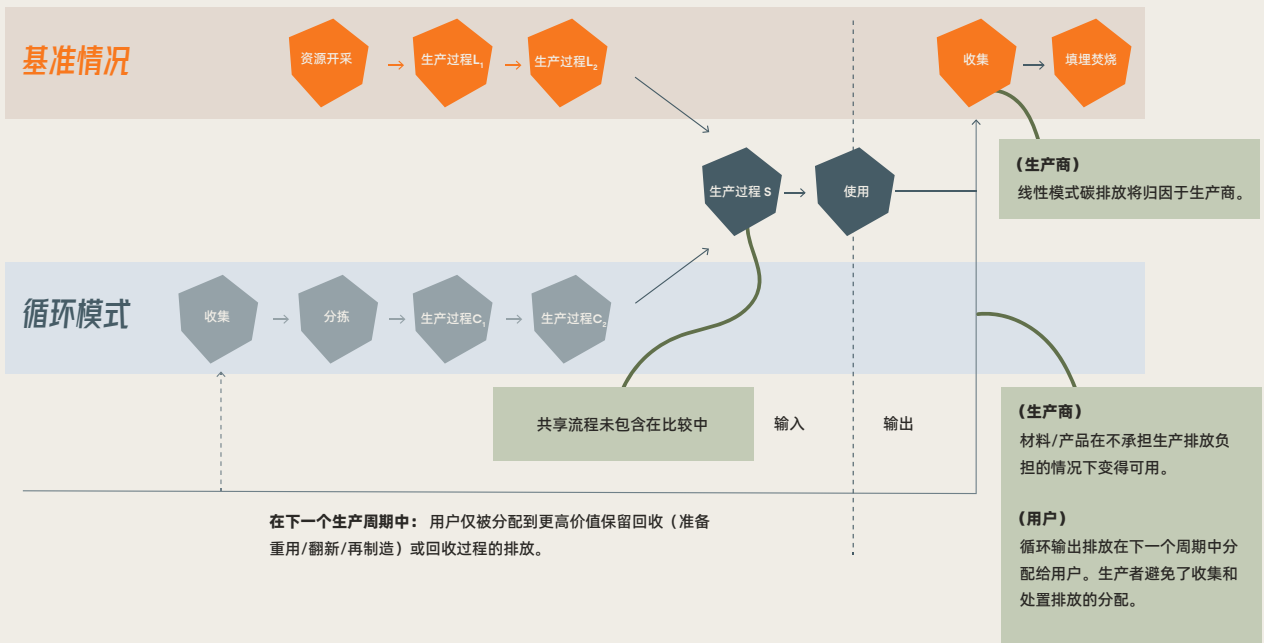 基准情况
资源开采
生产过程L1
生产过程L2
收集
填埋焚烧
(生产商)
线性模式碳排放将归因于生产商。
生产过程 S
使用
循环模式
收集
分拣
生产过程C1
生产过程C2
共享流程未包含在比较中
输入
输出
(生产商)
材料/产品在不承担生产排放负
担的情况下变得可用。
(用户)
循环输出排放在下一个周期中分
配给用户。生产者避免了收集和
处置排放的分配。
在下一个生产周期中: 用户仅被分配到更高价值保留回收(准备
重用/翻新/再制造)或回收过程的排放。